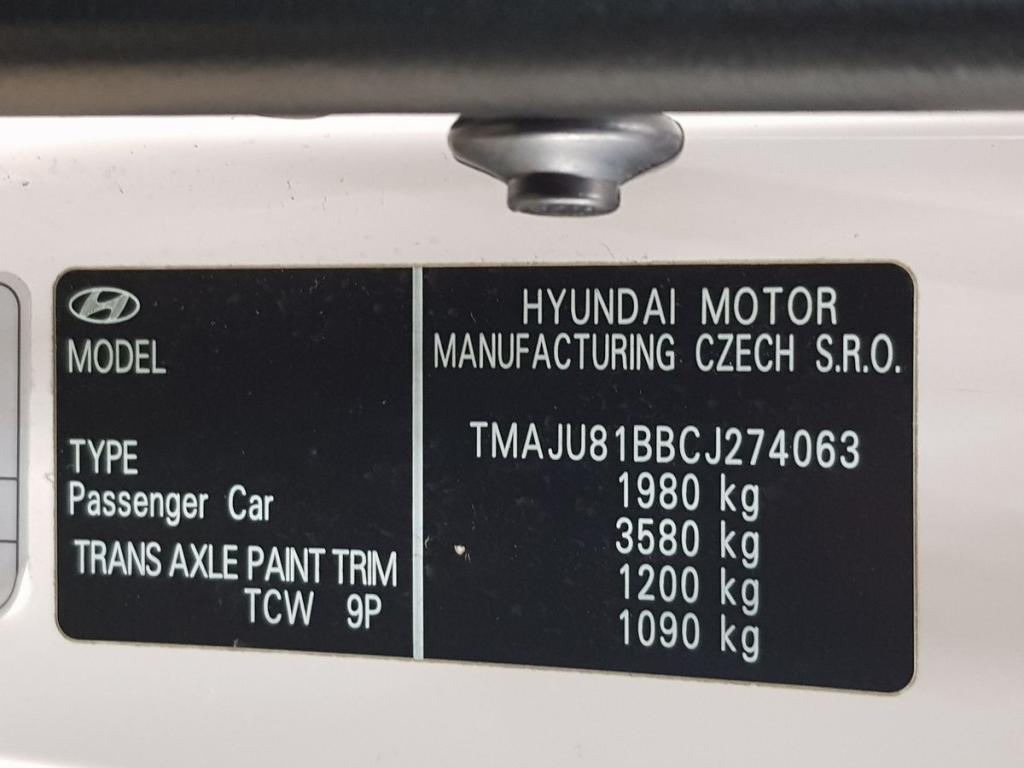 MODEL
TYPE
Passenger Car
TRANS AXLE PAINT TRIM
TCW 9P
HYUNDAI MOTOR
MANUFACTURING CZECH S.R.O.
TMAJU81BBCJ274063
1980 kg
3580 kg
1200 kg
1090 kg